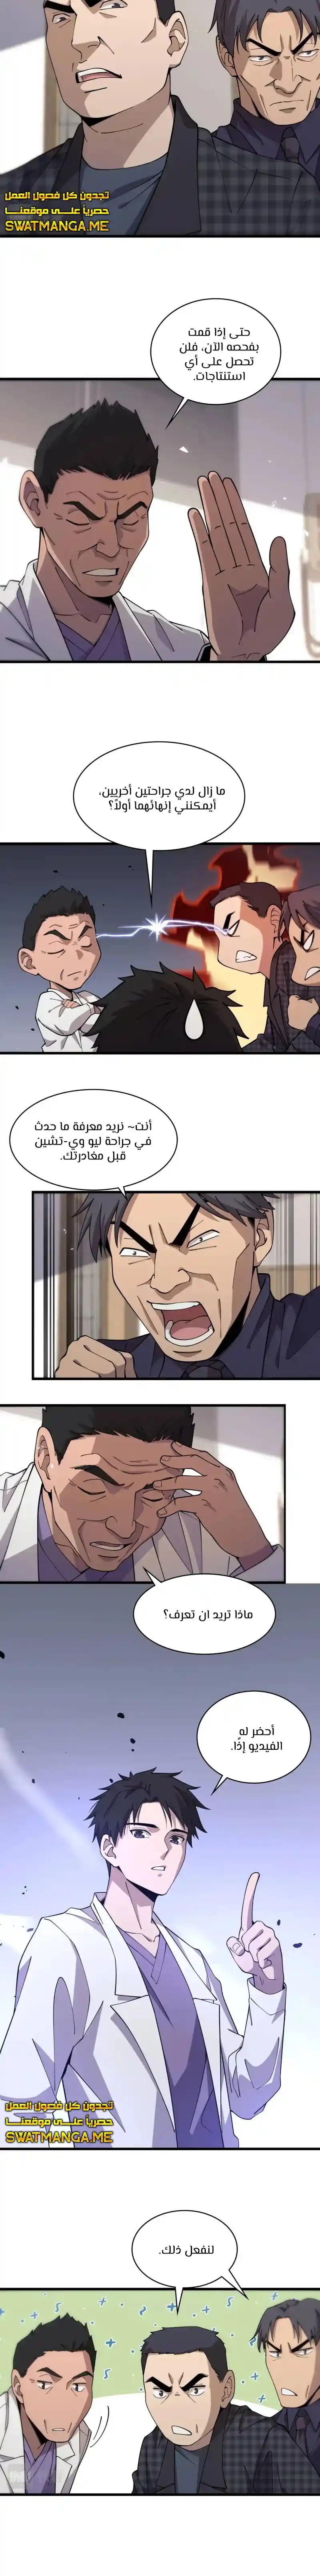 تجدون كل فصول العمل
حصرياً على موقعنا
SWATMANGA.ME
حتى إذا قمت
بفحصه الآن، فلن
تحصل على أي
استنتاجات.
ما زال لدي جراحتين أخريين،
أيمكنني إنهائهما أولاً؟
أنت~ نريد معرفة ما حدث
في جراحة ليو وي-تشين
قبل مغادرتك.
ماذا تريد ان تعرف؟
أحضر له
الفيديو إذًا.
تجدون كل فصول العمل
حصرياً على موقعنا
SWATMANGA.ME
لنفعل ذلك.